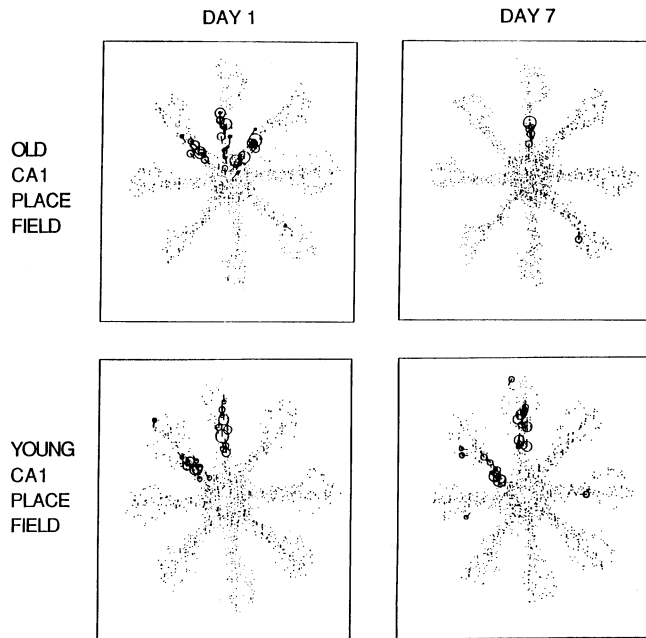 DAY 1
DAY 7
OLD
CA1
PLACE
FIELD
YOUNG
CA1
PLACE
FIELD